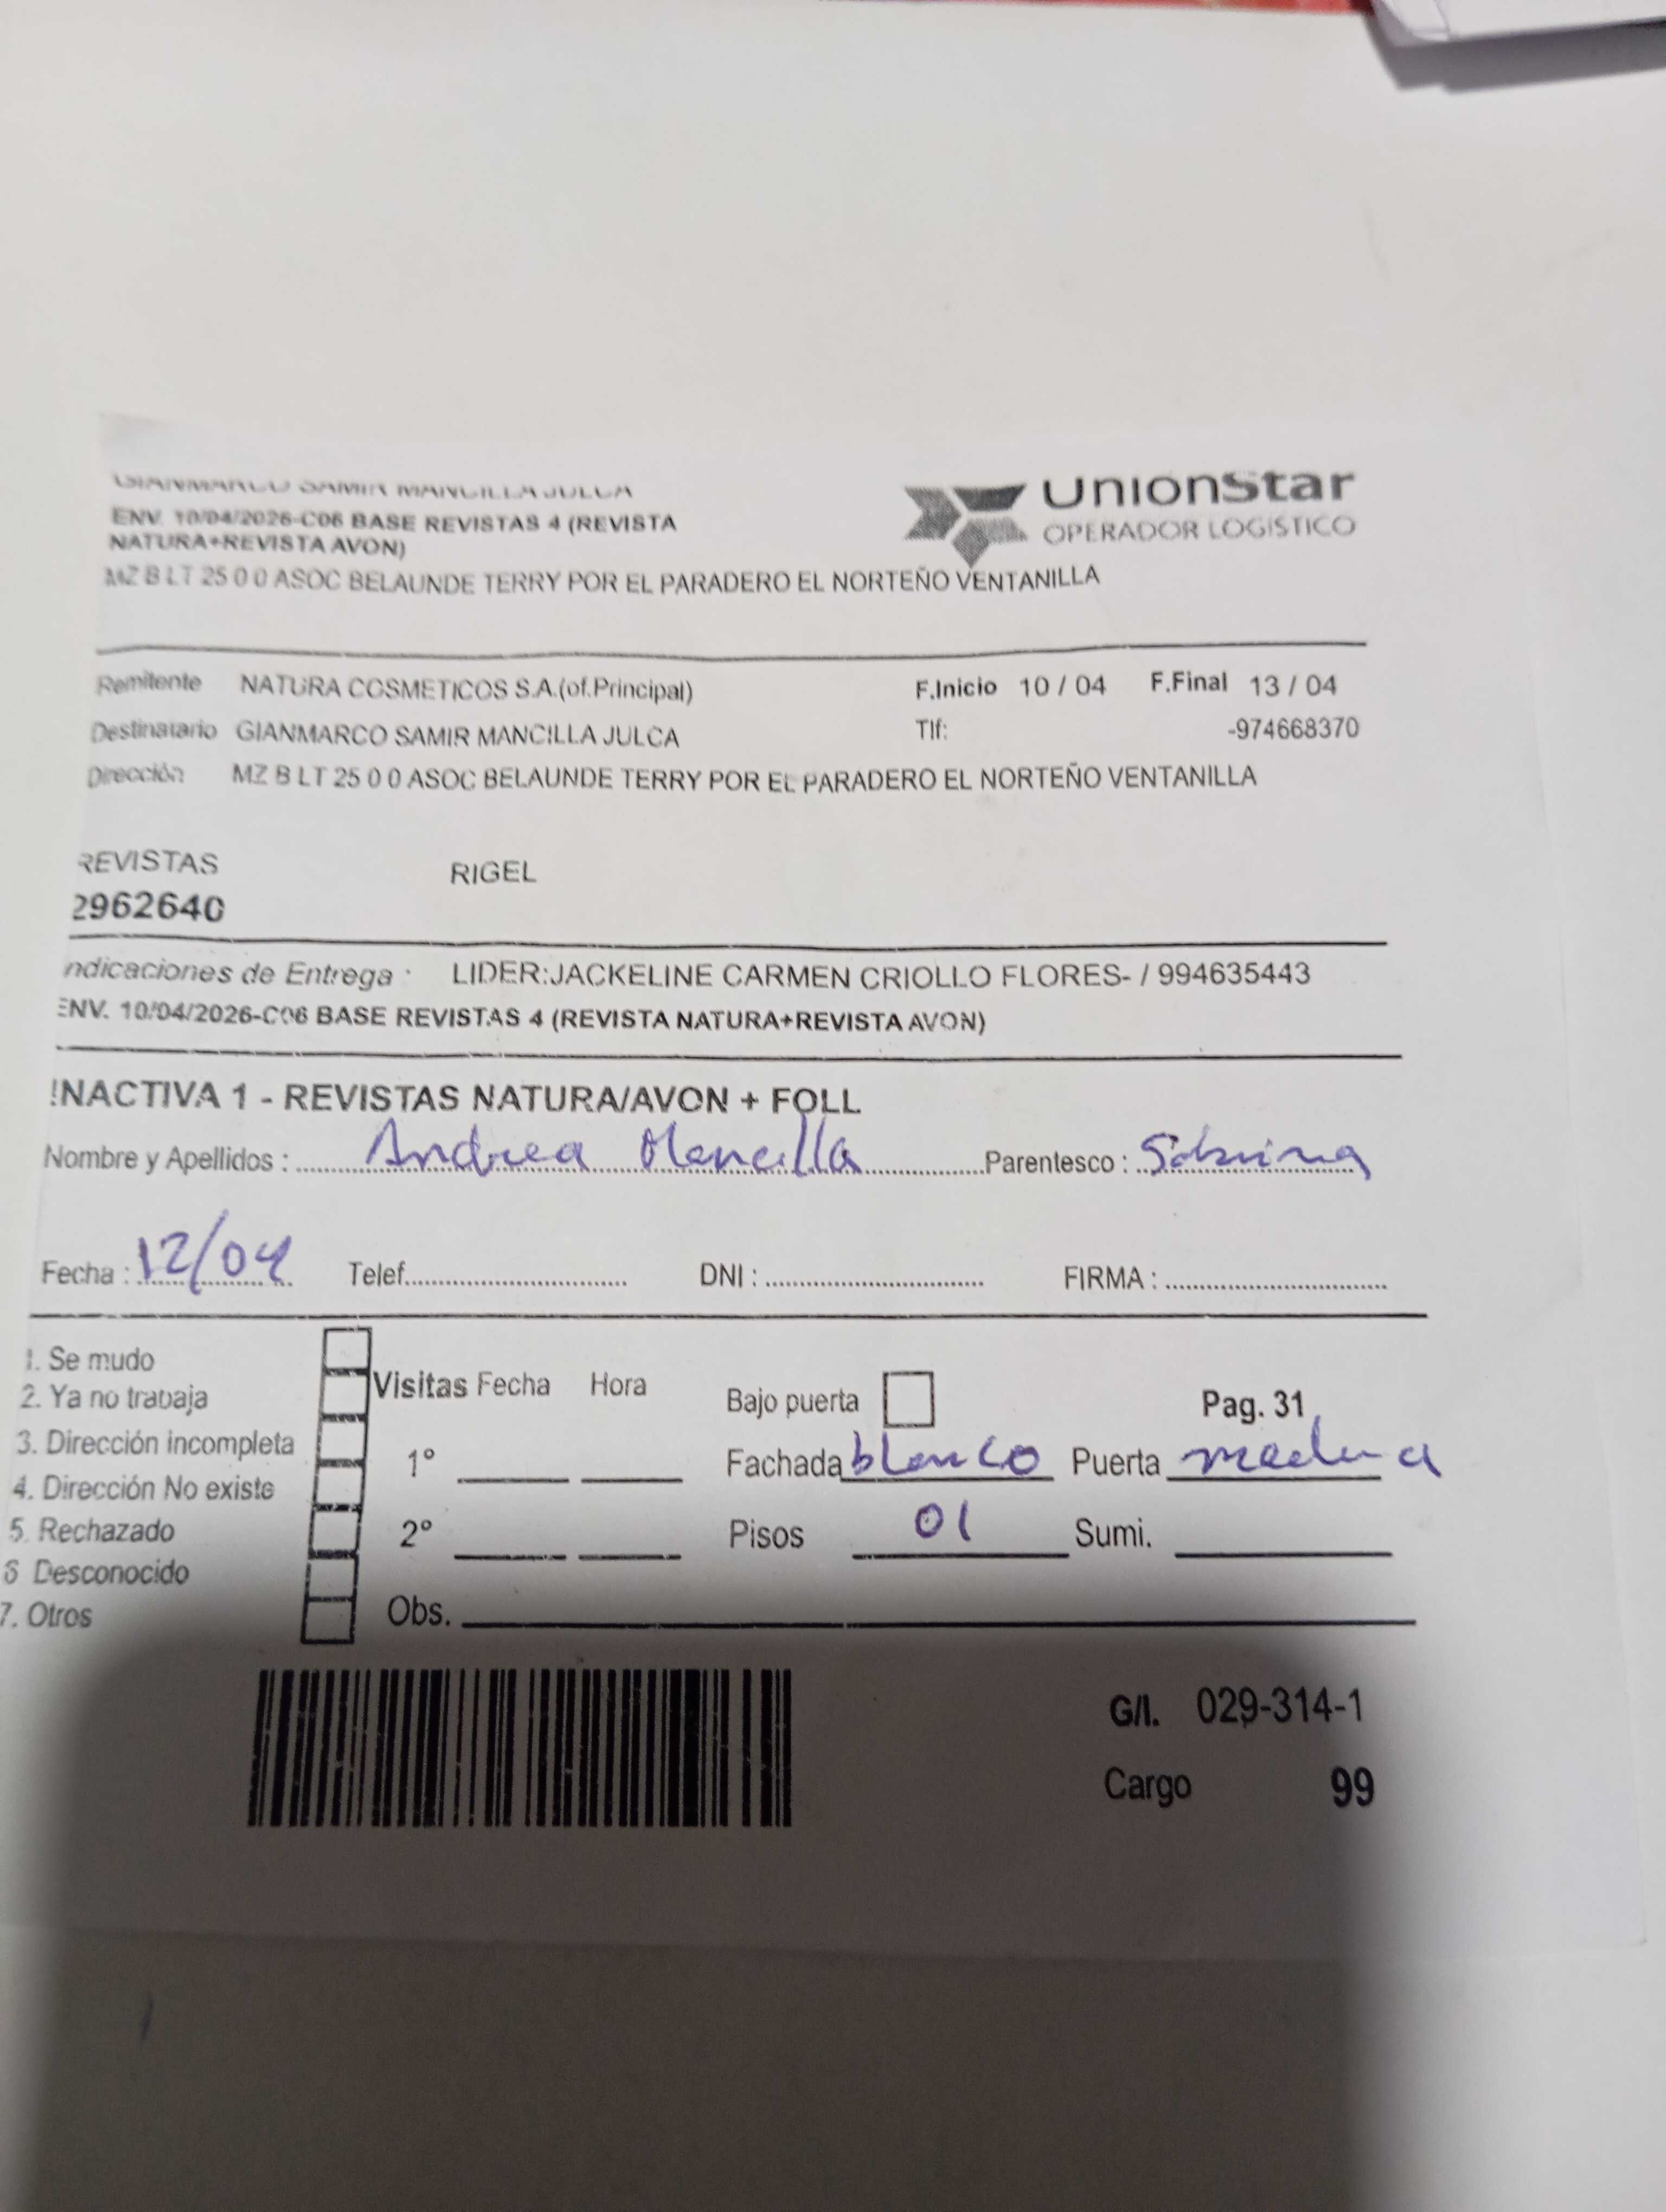 GIANMARCO SAMIR MANCILLA JULCA
UnionStar
OPERADOR LOGÍSTICO
ENV. 10/04/2026-C06 BASE REVISTAS 4 (REVISTA
NATURA+REVISTA AVON)
MZ B LT 25 0 0 ASOC BELAUNDE TERRY POR EL PARADERO EL NORTEÑO VENTANILLA
Remitente NATURA COSMETICOS S.A.(of.Principal) F.Inicio 10 / 04 F.Final 13 / 04
Destinatario GIANMARCO SAMIR MANCILLA JULCA Tlf: -974668370
Dirección MZ B LT 25 0 0 ASOC BELAUNDE TERRY POR EL PARADERO EL NORTEÑO VENTANILLA
REVISTAS RIGEL
2962640
ndicaciones de Entrega : LIDER:JACKELINE CARMEN CRIOLLO FLORES- / 994635443
ENV. 10/04/2026-C06 BASE REVISTAS 4 (REVISTA NATURA+REVISTA AVON)
INACTIVA 1 - REVISTAS NATURA/AVON + FOLL
Nombre y Apellidos : Andrea Mancilla Parentesco : Sobrina
Fecha : 12/04 Telef. DNI : FIRMA :
1. Se mudo
2. Ya no trabaja
3. Dirección incompleta
4. Dirección No existe
5. Rechazado
6 Desconocido
7. Otros
Visitas Fecha Hora
1°
2°
Obs.
Bajo puerta Pag. 31
Fachada blanco Puerta madera
Pisos 01 Sumi.
G/I. 029-314-1
Cargo 99